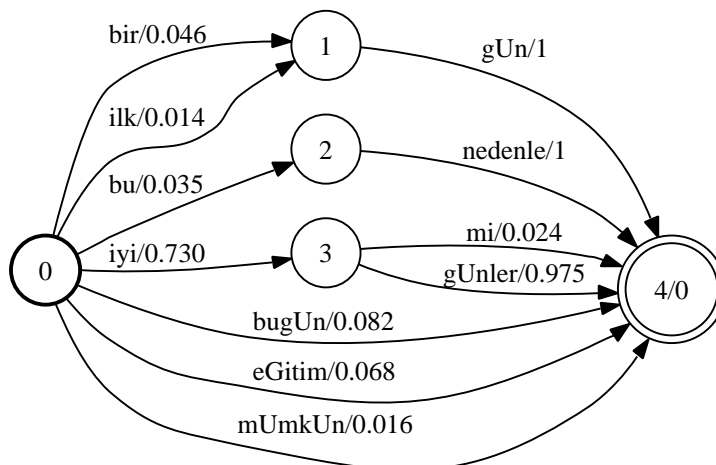 bir/0.046
1
gUn/1
ilk/0.014
2
nedenle/1
bu/0.035
mi/0.024
iyi/0.730
3
0
gUnler/0.975
4/0
bugUn/0.082
eGitim/0.068
mUmkUn/0.016